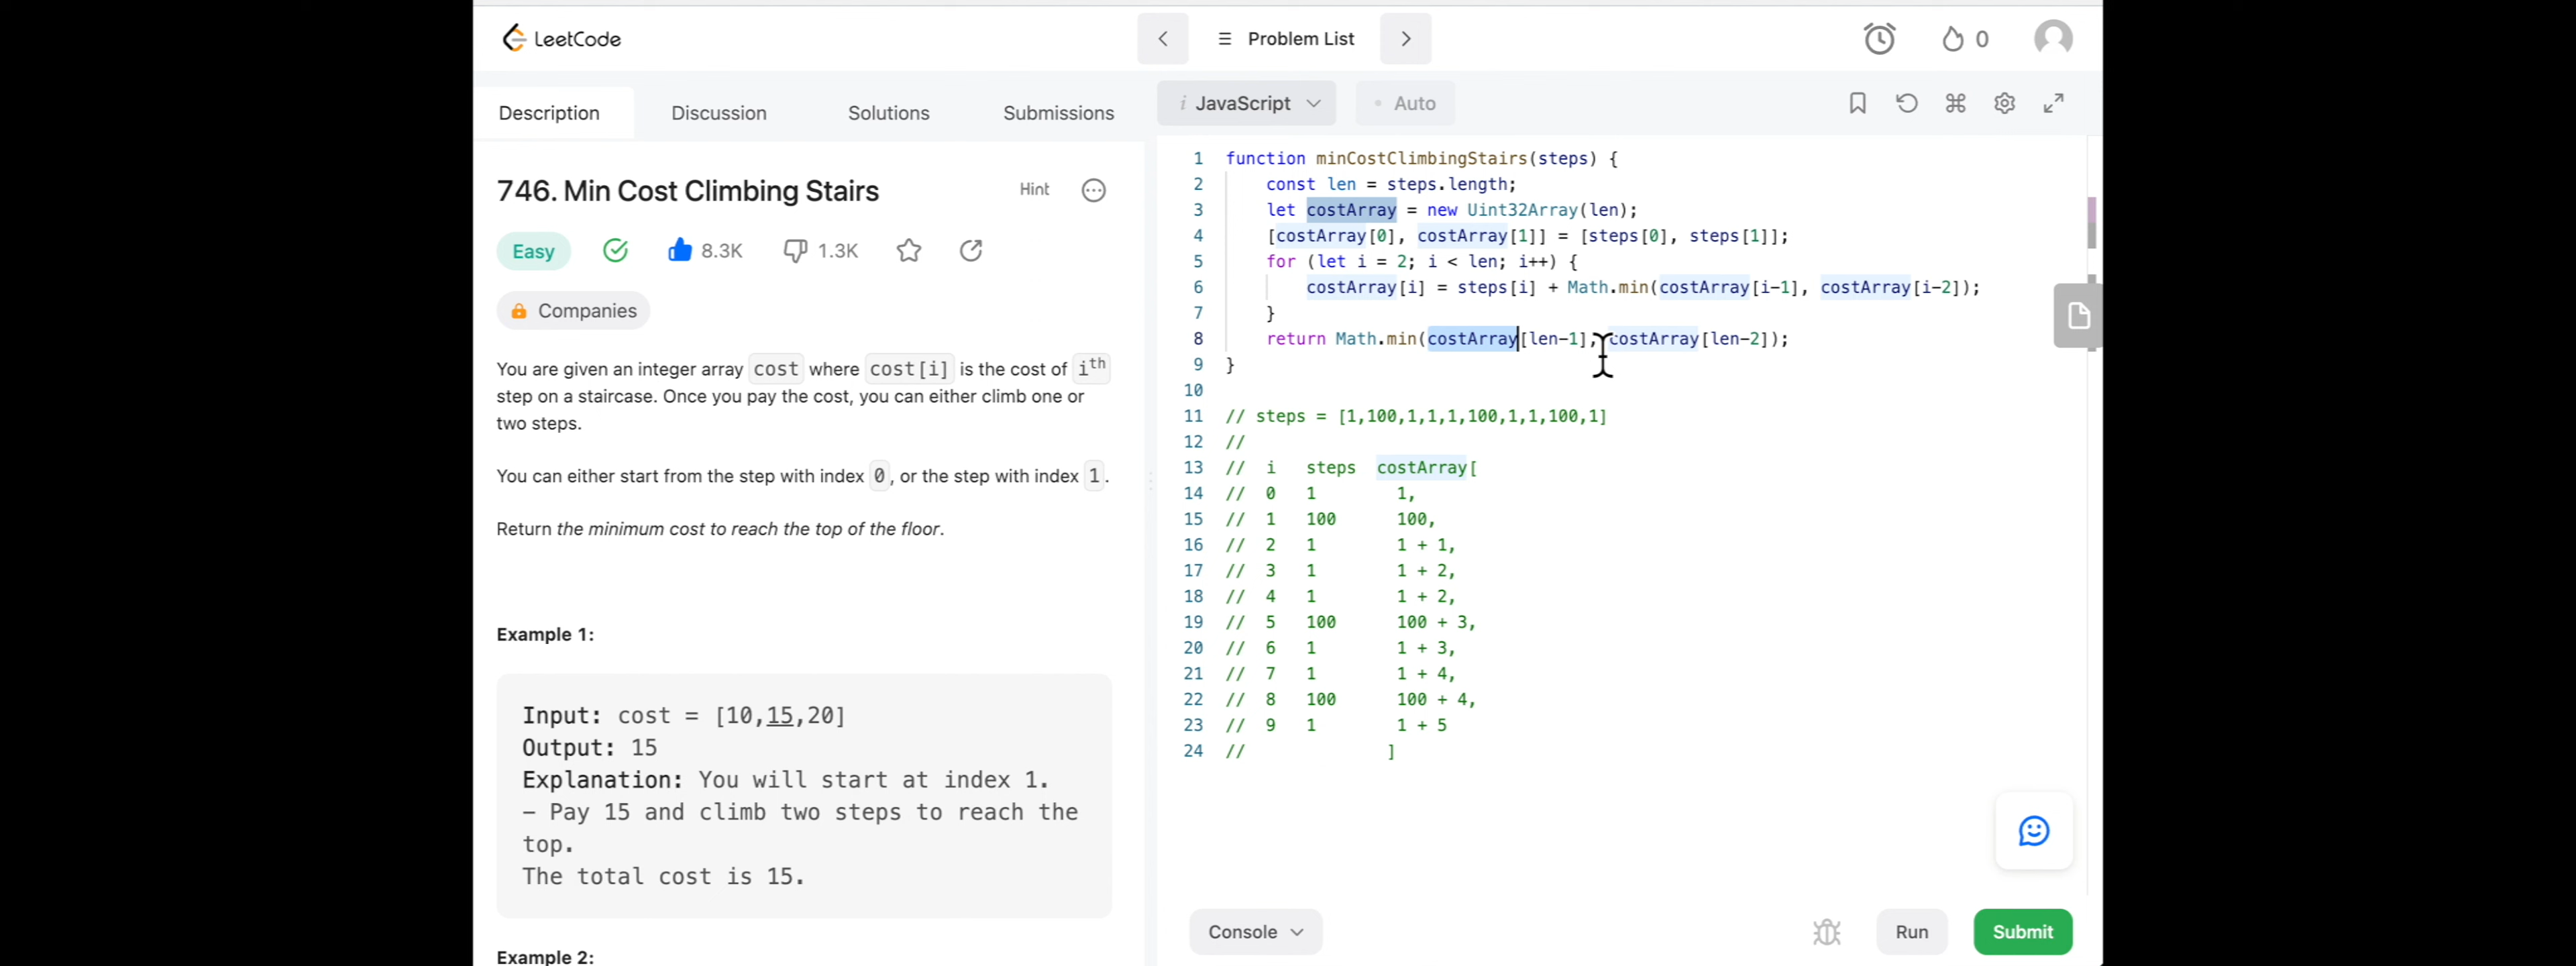 LeetCode
Problem List
0
Description
Discussion
Solutions
Submissions
746. Min Cost Climbing Stairs
Hint
Easy
8.3K
1.3K
Companies
You are given an integer array cost where cost[i] is the cost of ith
step on a staircase. Once you pay the cost, you can either climb one or
two steps.
You can either start from the step with index 0, or the step with index 1.
Return the minimum cost to reach the top of the floor.
Example 1:
Input: cost = [10,15,20]
Output: 15
Explanation: You will start at index 1.
- Pay 15 and climb two steps to reach the
top.
The total cost is 15.
Example 2:
i JavaScript
Auto
1 function minCostClimbingStairs(steps) {
2 const len = steps.length;
3 let costArray = new Uint32Array(len);
4 [costArray[0], costArray[1]] = [steps[0], steps[1]];
5 for (let i = 2; i < len; i++) {
6 costArray[i] = steps[i] + Math.min(costArray[i-1], costArray[i-2]);
7 }
8 return Math.min(costArray[len-1], costArray[len-2]);
9 }
10
11 // steps = [1,100,1,1,1,100,1,1,100,1]
12 //
13 // i steps costArray[
14 // 0 1 1,
15 // 1 100 100,
16 // 2 1 1 + 1,
17 // 3 1 1 + 2,
18 // 4 1 1 + 2,
19 // 5 100 100 + 3,
20 // 6 1 1 + 3,
21 // 7 1 1 + 4,
22 // 8 100 100 + 4,
23 // 9 1 1 + 5
24 // ]
Console
Run
Submit